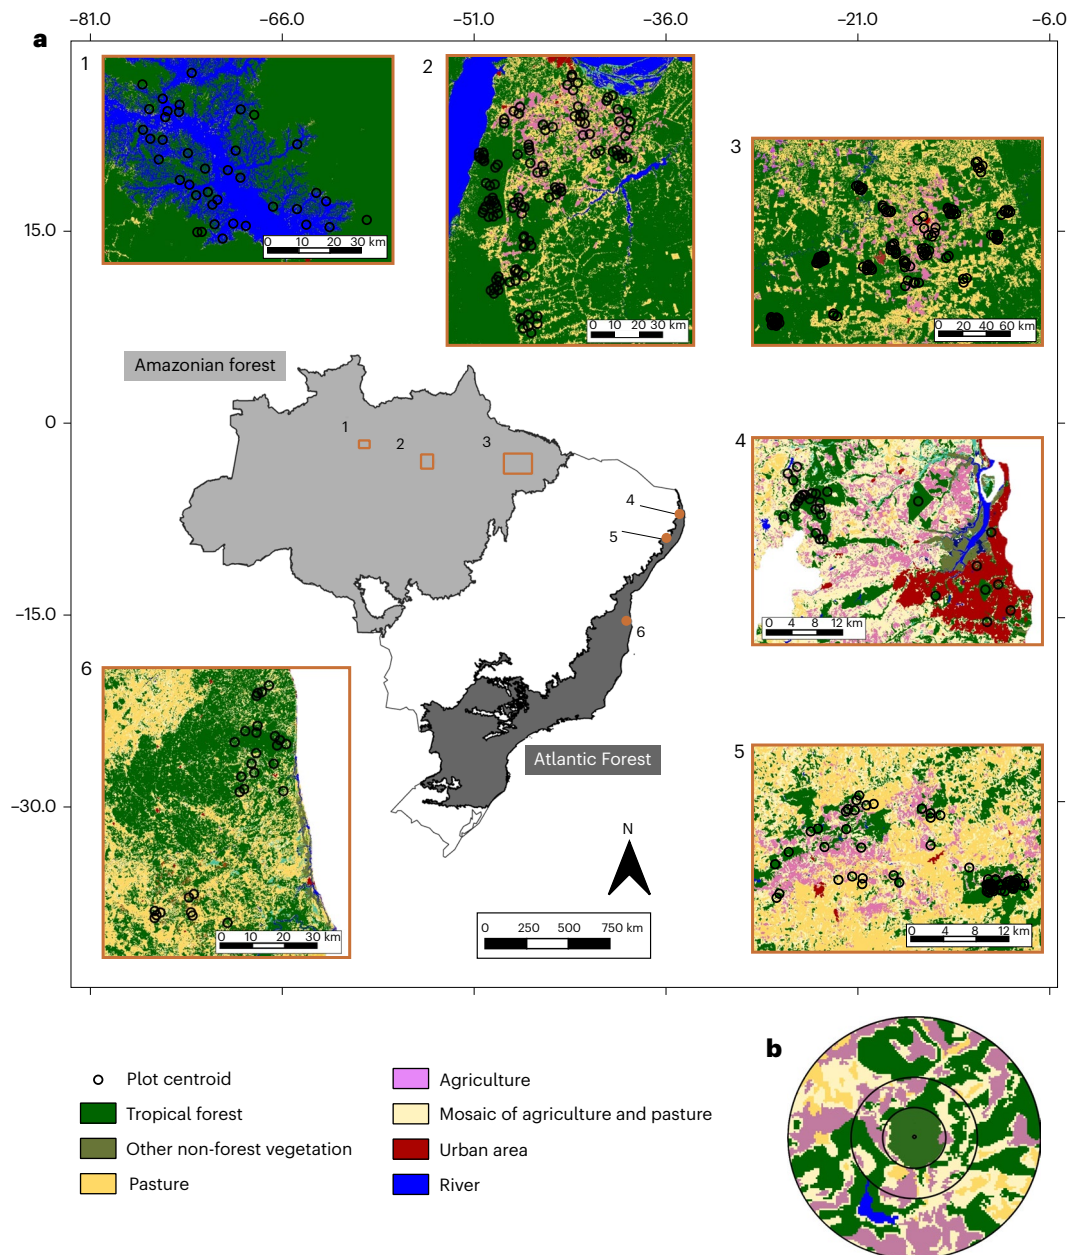 −81.0 −66.0 −51.0 −36.0 −21.0 −6.0
a
1
0 10 20 30 km
2
0 10 20 30 km
3
0 20 40 60 km
15.0
Amazonian forest
0
1
2
3
4
5
6
4
0 4 8 12 km
−15.0
6
0 10 20 30 km
Atlantic Forest
5
0 4 8 12 km
−30.0
N
0 250 500 750 km
b
Plot centroid
Tropical forest
Other non-forest vegetation
Pasture
Agriculture
Mosaic of agriculture and pasture
Urban area
River